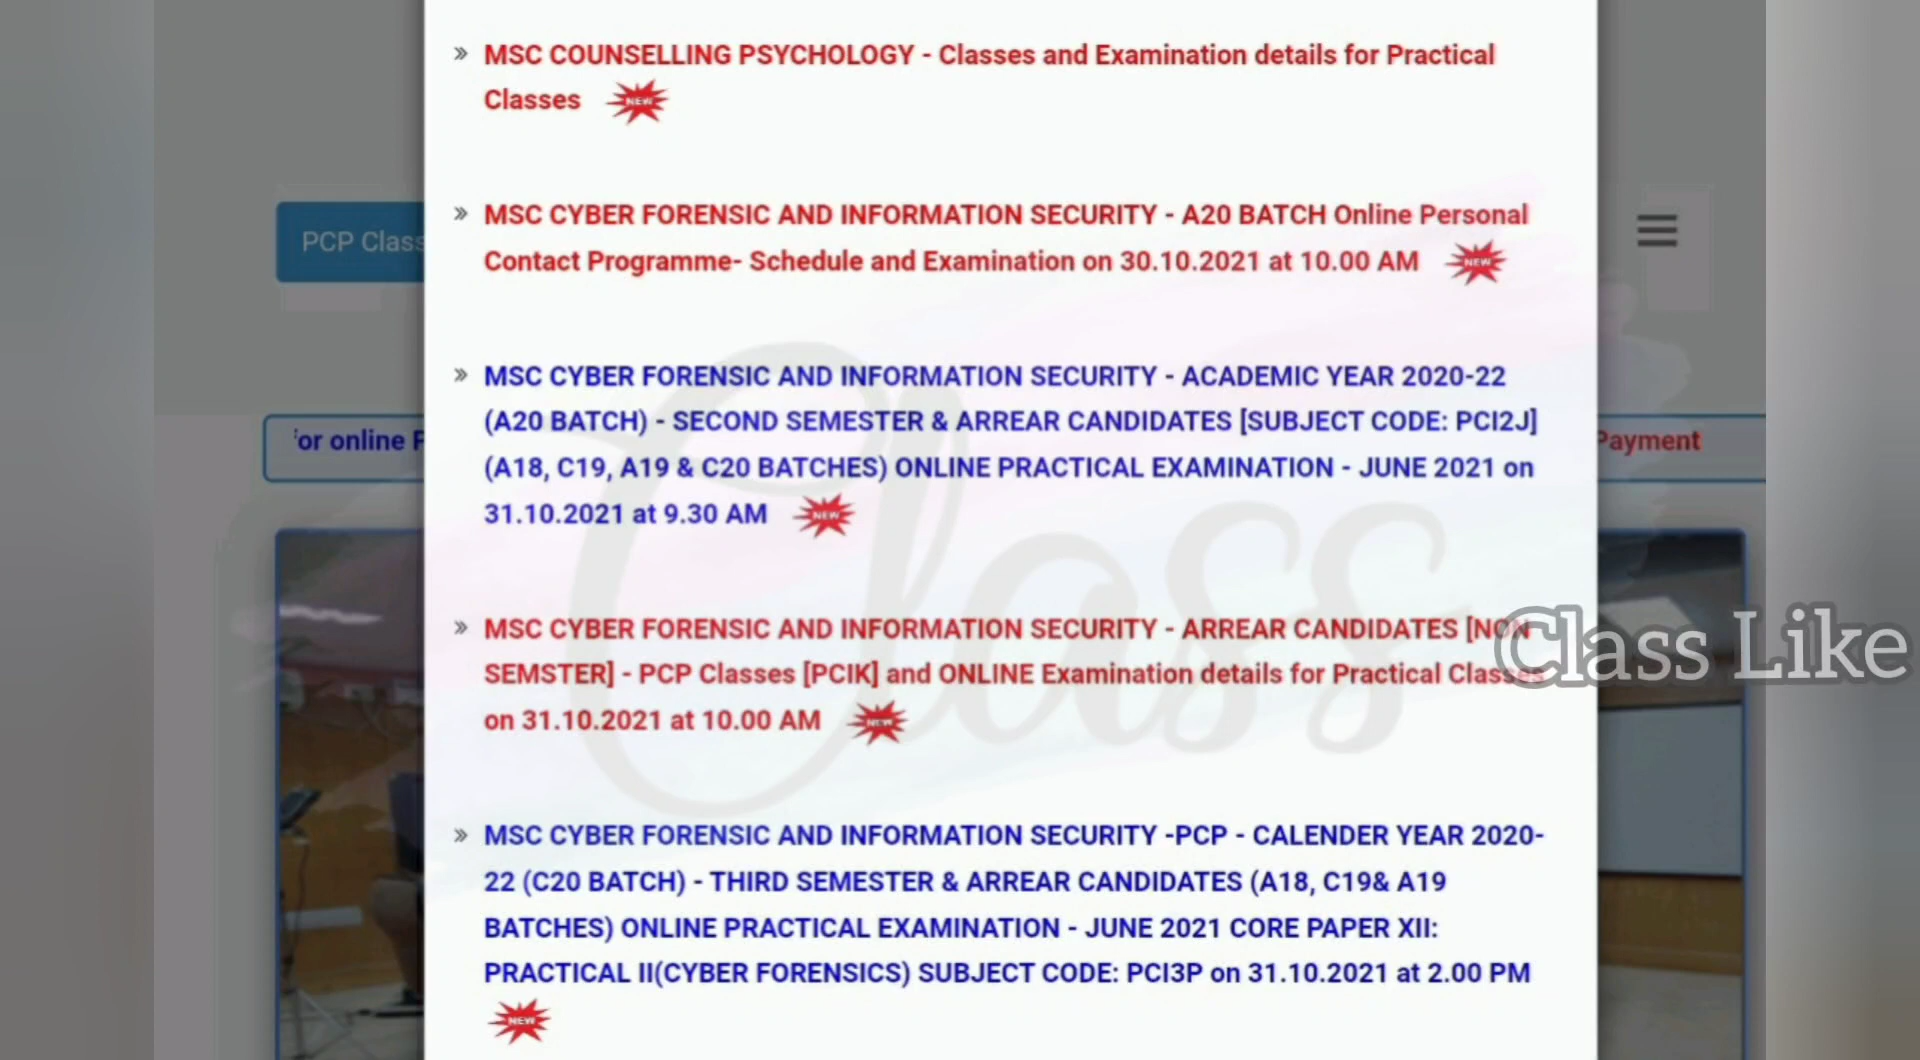 » MSC COUNSELLING PSYCHOLOGY - Classes and Examination details for Practical
Classes NEW
» MSC CYBER FORENSIC AND INFORMATION SECURITY - A20 BATCH Online Personal
Contact Programme- Schedule and Examination on 30.10.2021 at 10.00 AM NEW
PCP Class
» MSC CYBER FORENSIC AND INFORMATION SECURITY - ACADEMIC YEAR 2020-22
(A20 BATCH) - SECOND SEMESTER & ARREAR CANDIDATES [SUBJECT CODE: PCI2J]
(A18, C19, A19 & C20 BATCHES) ONLINE PRACTICAL EXAMINATION - JUNE 2021 on
31.10.2021 at 9.30 AM NEW
or online
Payment
Class
» MSC CYBER FORENSIC AND INFORMATION SECURITY - ARREAR CANDIDATES [NON
SEMSTER] - PCP Classes [PCIK] and ONLINE Examination details for Practical Classes
on 31.10.2021 at 10.00 AM NEW
Class Like
» MSC CYBER FORENSIC AND INFORMATION SECURITY -PCP - CALENDER YEAR 2020-
22 (C20 BATCH) - THIRD SEMESTER & ARREAR CANDIDATES (A18, C19& A19
BATCHES) ONLINE PRACTICAL EXAMINATION - JUNE 2021 CORE PAPER XII:
PRACTICAL II(CYBER FORENSICS) SUBJECT CODE: PCI3P on 31.10.2021 at 2.00 PM
NEW